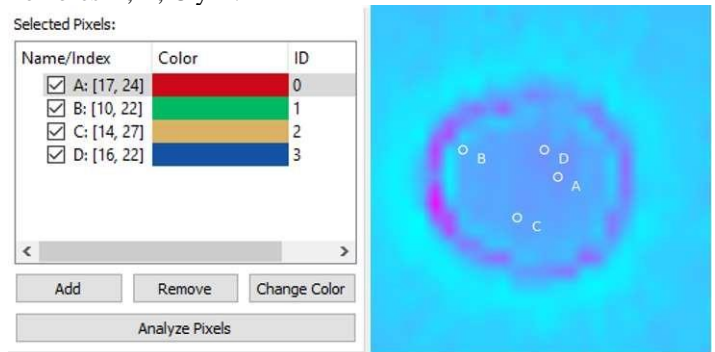 Selected Pixels:
Name/Index Color ID
A: [17, 24] 0
B: [10, 22] 1
C: [14, 27] 2
D: [16, 22] 3
Add Remove Change Color
Analyze Pixels
B
D
A
C